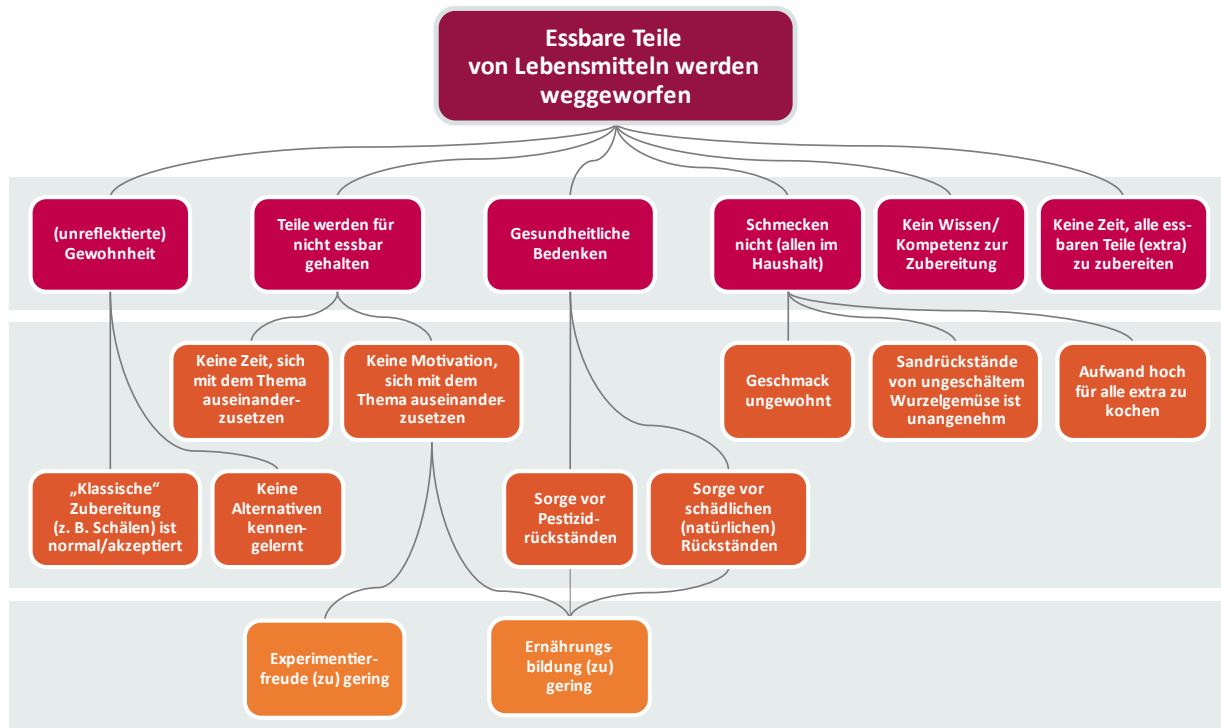 Essbare Teile
von Lebensmitteln werden
weggeworfen
(unreflektierte)
Gewohnheit
Teile werden für
nicht essbar
gehalten
Gesundheitliche
Bedenken
Schmecken
nicht (allen im
Haushalt)
Kein Wissen/
Kompetenz zur
Zubereitung
Keine Zeit, alle ess-
baren Teile (extra)
zu zubereiten
Keine Zeit, sich
mit dem Thema
auseinander-
zusetzen
Keine Motivation,
sich mit dem
Thema auseinander-
zusetzen
Geschmack
ungewohnt
Sandrückstände
von ungeschältem
Wurzelgemüse ist
unangenehm
Aufwand hoch
für alle extra zu
kochen
„Klassische“
Zubereitung
(z. B. Schälen) ist
normal/akzeptiert
Keine
Alternativen
kennen-
gelernt
Sorge vor
Pestizid-
rückständen
Sorge vor
schädlichen
(natürlichen)
Rückständen
Experimentier-
freude (zu) gering
Ernährungs-
bildung (zu)
gering